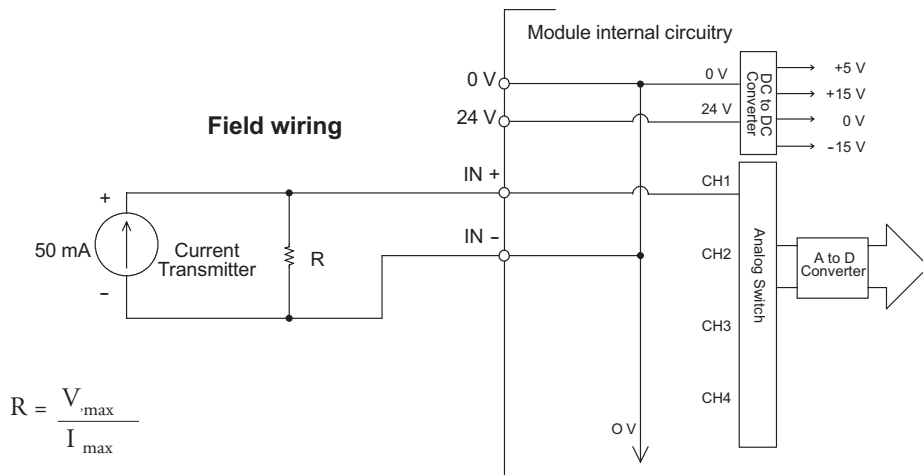 Module internal circuitry
0 V
24 V
0 V
24 V
DC to DC
Converter
+5 V
+15 V
0 V
−15 V
Field wiring
IN +
IN −
+
50 mA
−
Current
Transmitter
R
CH1
CH2
CH3
CH4
Analog Switch
A to D
Converter
O V
R = V,max
I max